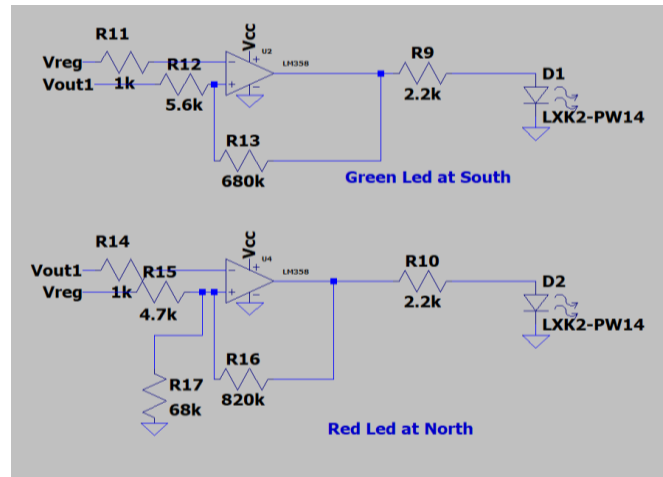 R11
Vreg
1k
R12
Vout1
5.6k
Vcc
U2
LM358
R9
2.2k
D1
LXK2-PW14
R13
680k
Green Led at South
R14
Vout1
1k
R15
Vreg
4.7k
Vcc
U4
LM358
R10
2.2k
D2
LXK2-PW14
R17
68k
R16
820k
Red Led at North